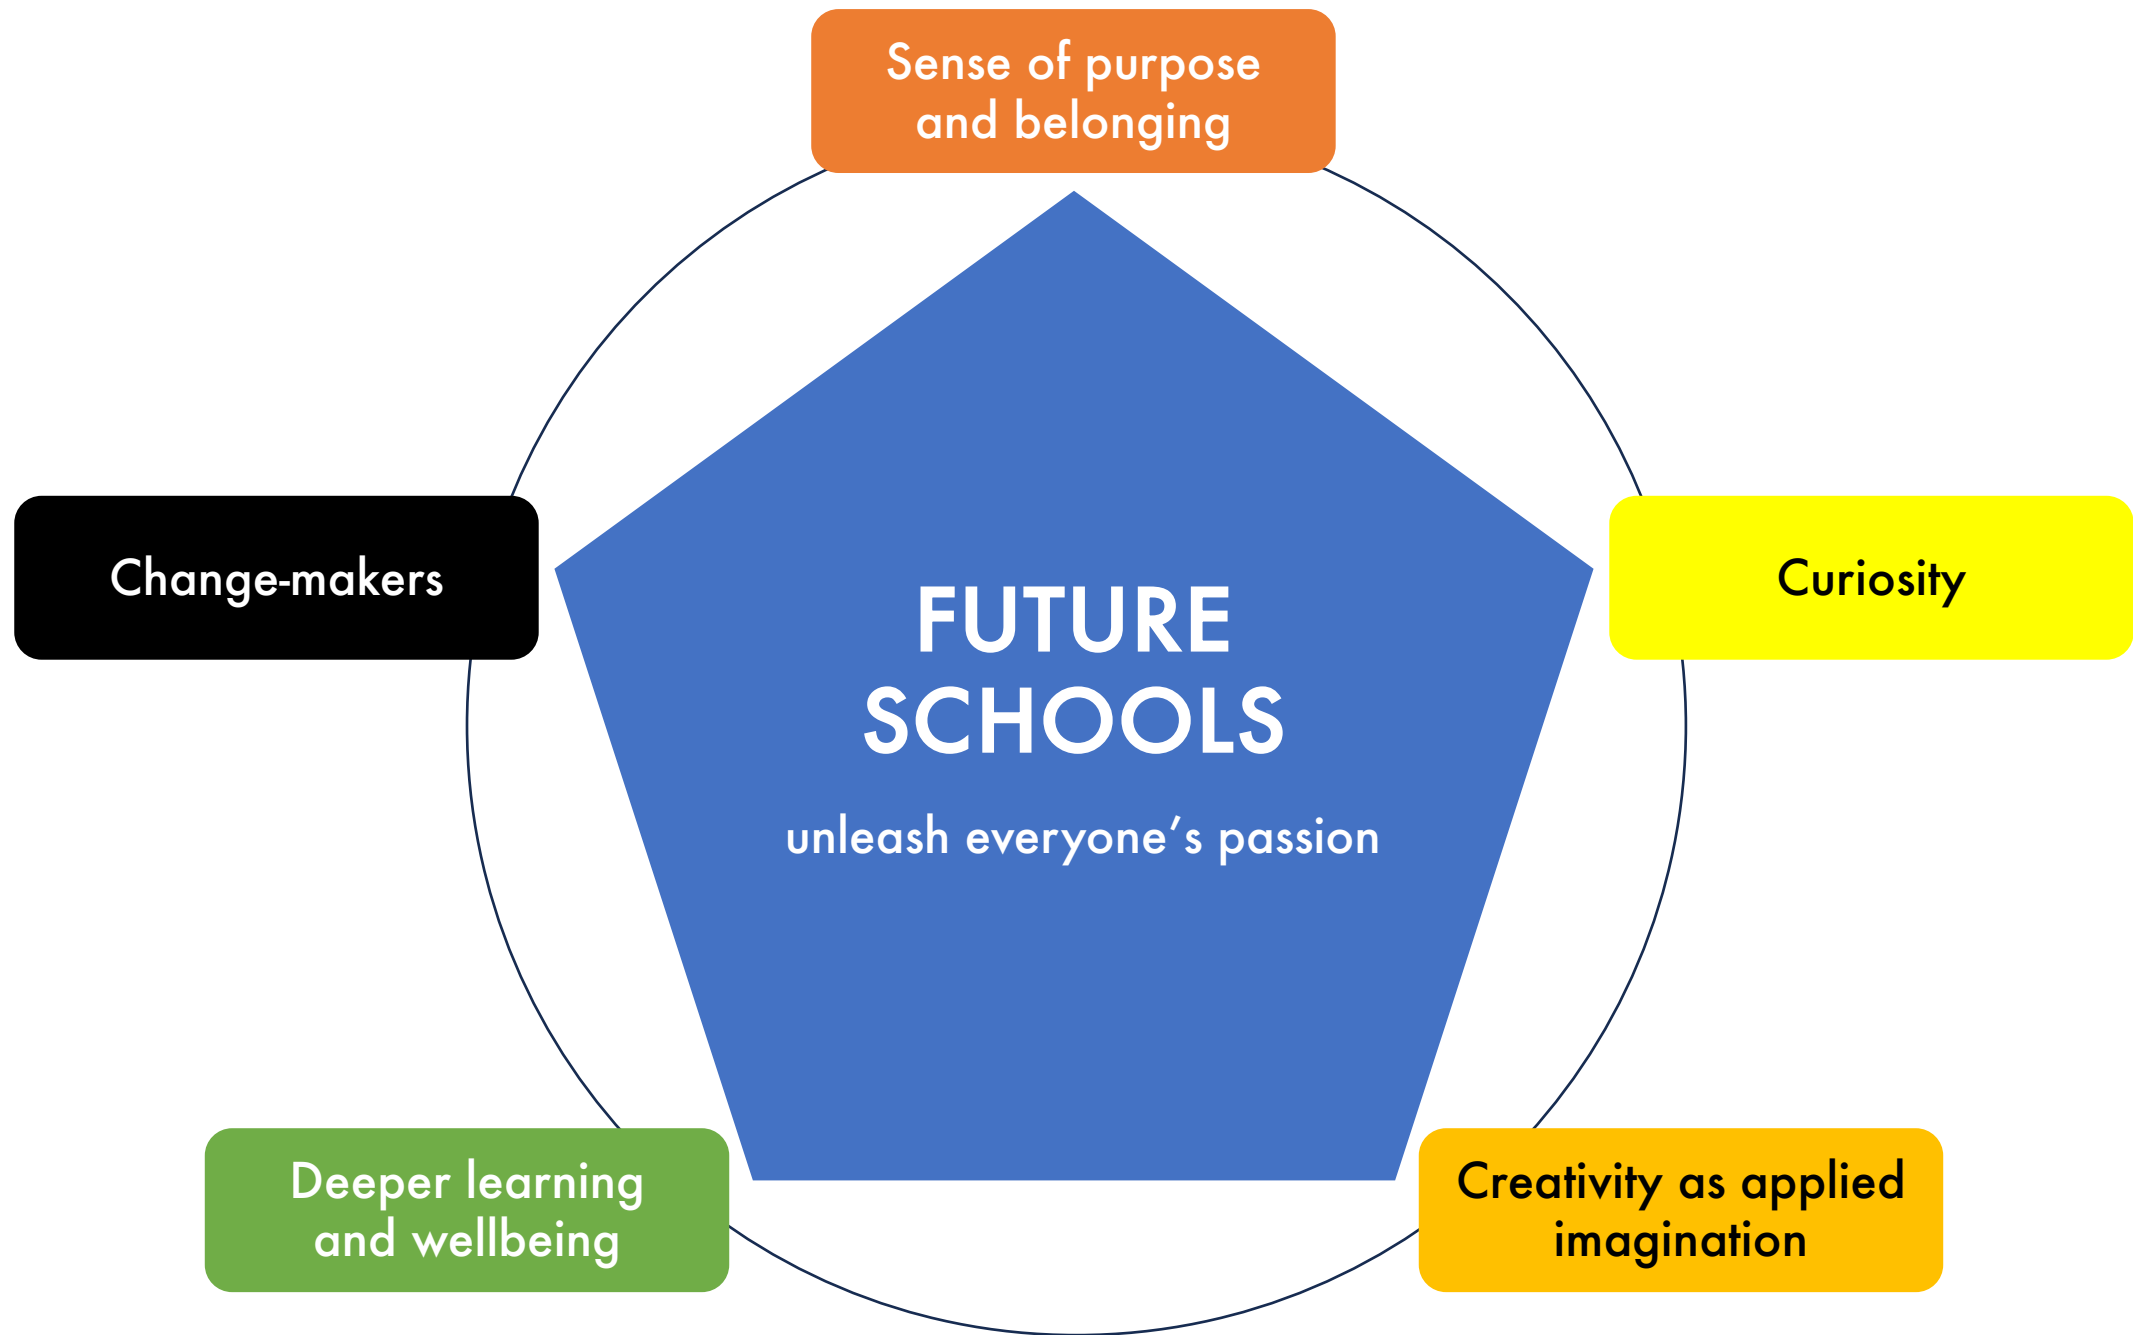 Sense of purpose
and belonging
Change-makers
Curiosity
FUTURE
SCHOOLS
unleash everyone’s passion
Deeper learning
and wellbeing
Creativity as applied
imagination